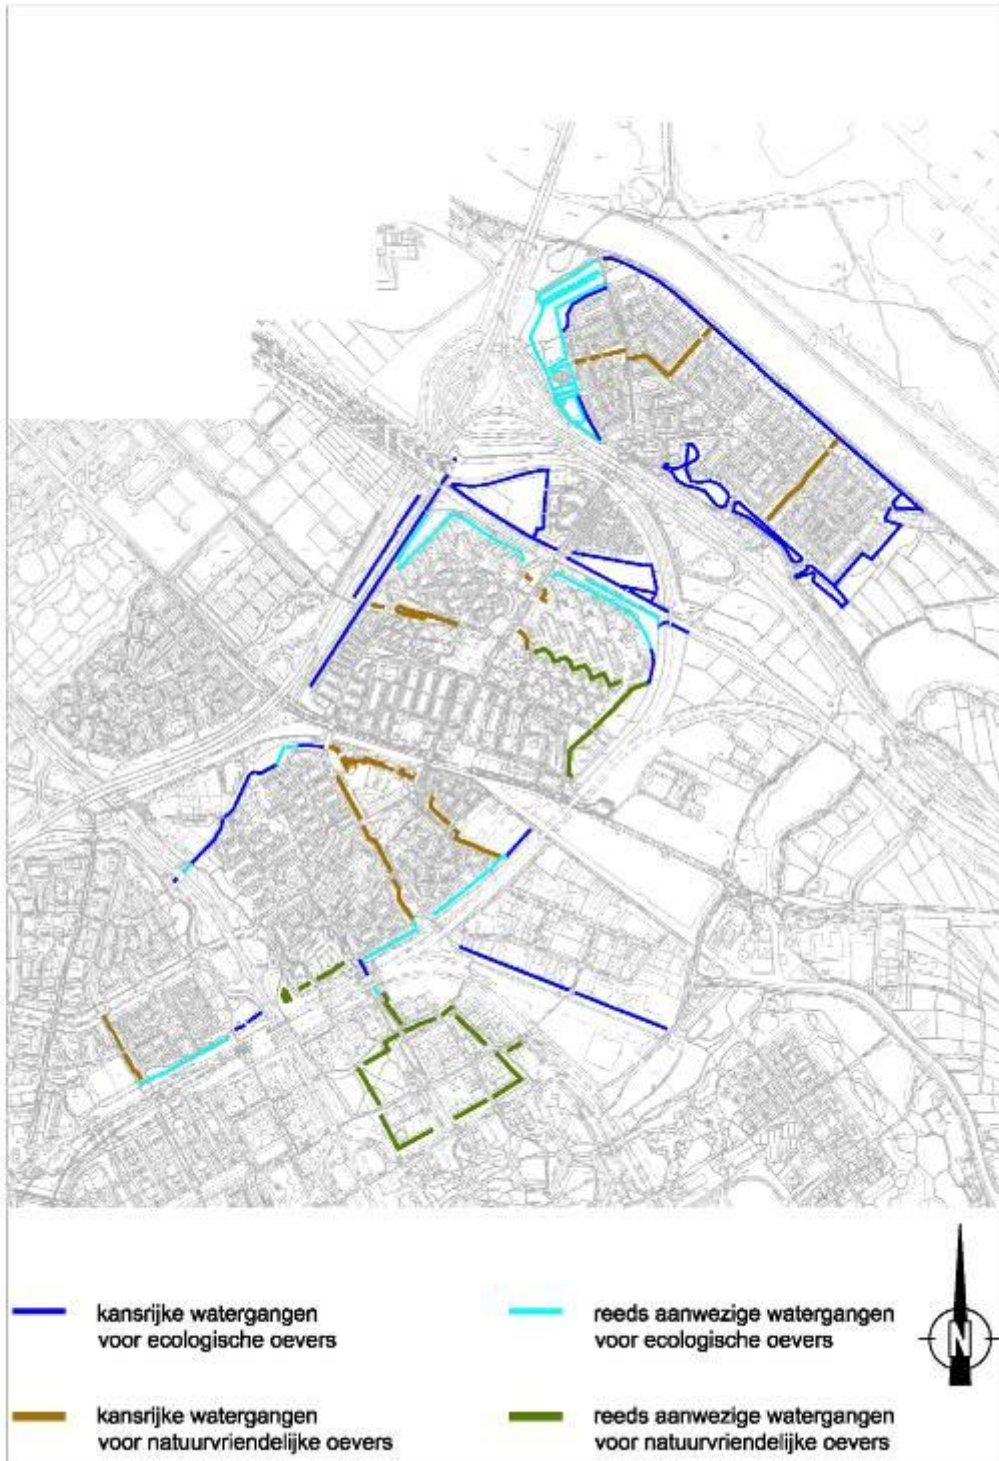 kansrijke watergangen
voor ecologische oevers
reeds aanwezige watergangen
voor ecologische oevers
N
kansrijke watergangen
voor natuurvriendelijke oevers
reeds aanwezige watergangen
voor natuurvriendelijke oevers